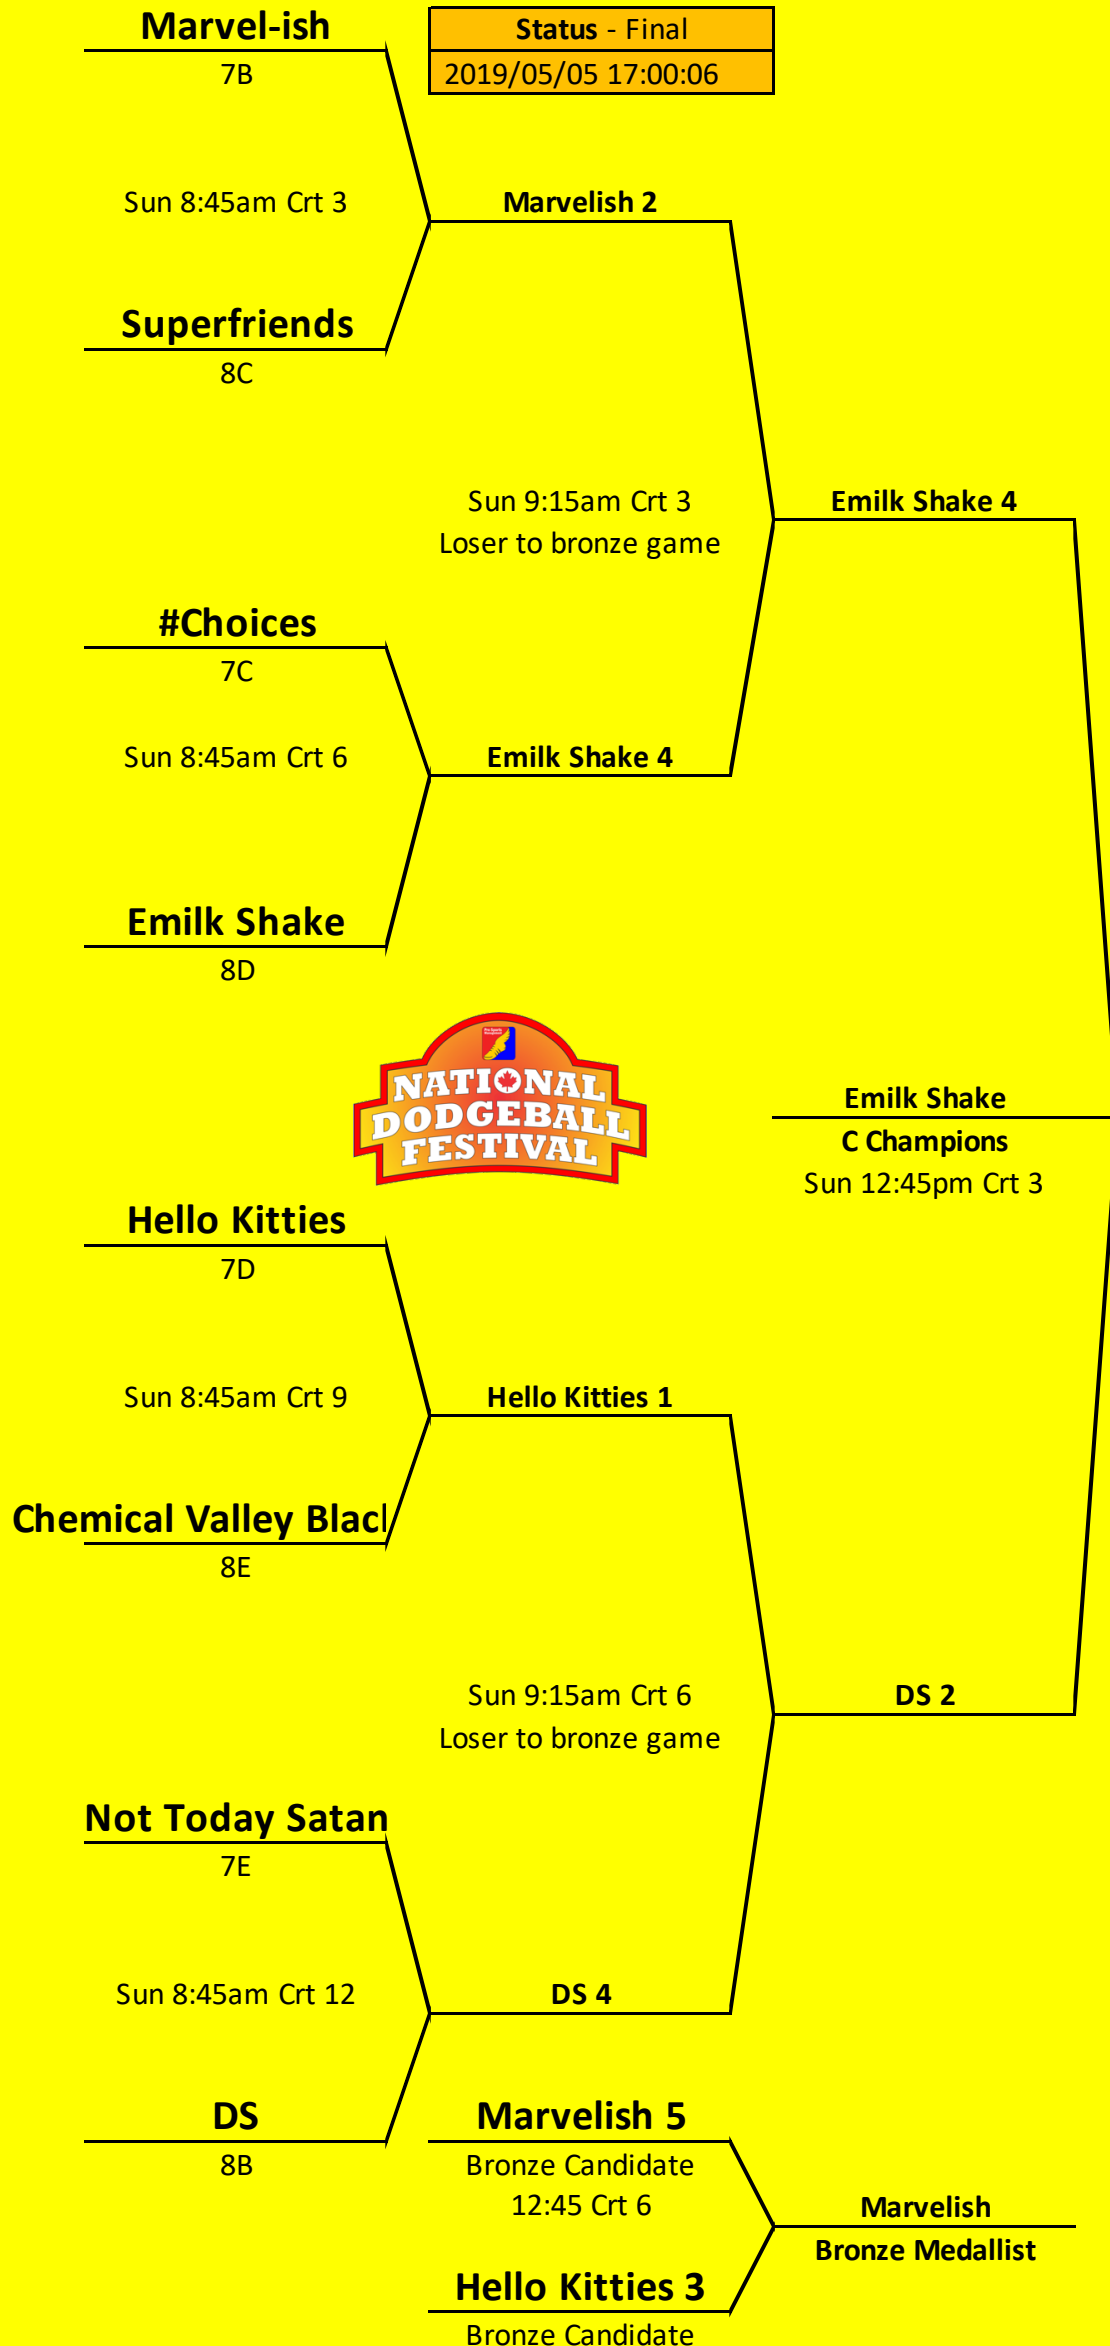 Marvel-ish
Status - Final
7B
2019/05/05 17:00:06
Sun 8:45am Crt 3
Marvelish 2
Superfriends
8C
Sun 9:15am Crt 3
Emilk Shake 4
Loser to bronze game
#Choices
7C
Sun 8:45am Crt 6
Emilk Shake 4
Emilk Shake
8D
NATIONAL
DODGEBALL
FESTIVAL
Emilk Shake
C Champions
Sun 12:45pm Crt 3
Hello Kitties
7D
Sun 8:45am Crt 9
Hello Kitties 1
Chemical Valley Blac
8E
Sun 9:15am Crt 6
DS 2
Loser to bronze game
Not Today Satan
7E
Sun 8:45am Crt 12
DS 4
DS
Marvelish 5
8B
Bronze Candidate
12:45 Crt 6
Marvelish
Bronze Medallist
Hello Kitties 3
Bronze Candidate